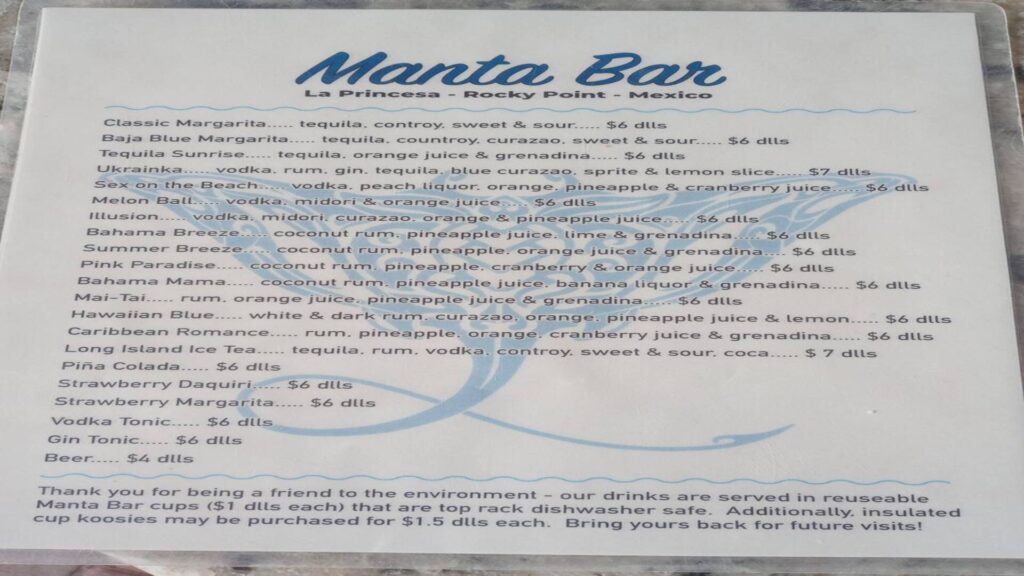 Manta Bar
La Princesa - Rocky Point - Mexico
Classic Margarita..... tequila, controy, sweet & sour..... $6 dlls
Baja Blue Margarita..... tequila, countroy, curazao, sweet & sour..... $6 dlls
Tequila Sunrise..... tequila, orange juice & grenadina..... $6 dlls
Ukrainka..... vodka, rum, gin, tequila, blue curazao, sprite & lemon slice..... $7 dlls
Sex on the Beach..... vodka, peach liquor, orange, pineapple & cranberry juice..... $6 dlls
Melon Ball..... vodka, midori & orange juice..... $6 dlls
Illusion..... vodka, midori, curazao, orange & pineapple juice..... $6 dlls
Bahama Breeze..... coconut rum, pineapple juice, lime & grenadina..... $6 dlls
Summer Breeze..... coconut rum, pineapple, orange juice & grenadina.... $6 dlls
Pink Paradise..... coconut rum, pineapple, cranberry & orange juice..... $6 dlls
Bahama Mama..... coconut rum, pineapple juice, banana liquor & grenadina..... $6 dlls
Mai-Tai..... rum, orange juice, pineapple juice & grenadina..... $6 dlls
Hawaiian Blue..... white & dark rum, curazao, orange, pineapple juice & lemon..... $6 dlls
Caribbean Romance..... rum, pineapple, orange, cranberry juice & grenadina..... $6 dlls
Long Island Ice Tea..... tequila, rum, vodka, controy, sweet & sour, coca..... $ 7 dlls
Piña Colada..... $6 dlls
Strawberry Daquiri..... $6 dlls
Strawberry Margarita..... $6 dlls
Vodka Tonic..... $6 dlls
Gin Tonic..... $6 dlls
Beer..... $4 dlls
Thank you for being a friend to the environment - our drinks are served in reuseable
Manta Bar cups ($1 dlls each) that are top rack dishwasher safe. Additionally, insulated
cup koosies may be purchased for $1.5 dlls each. Bring yours back for future visits!